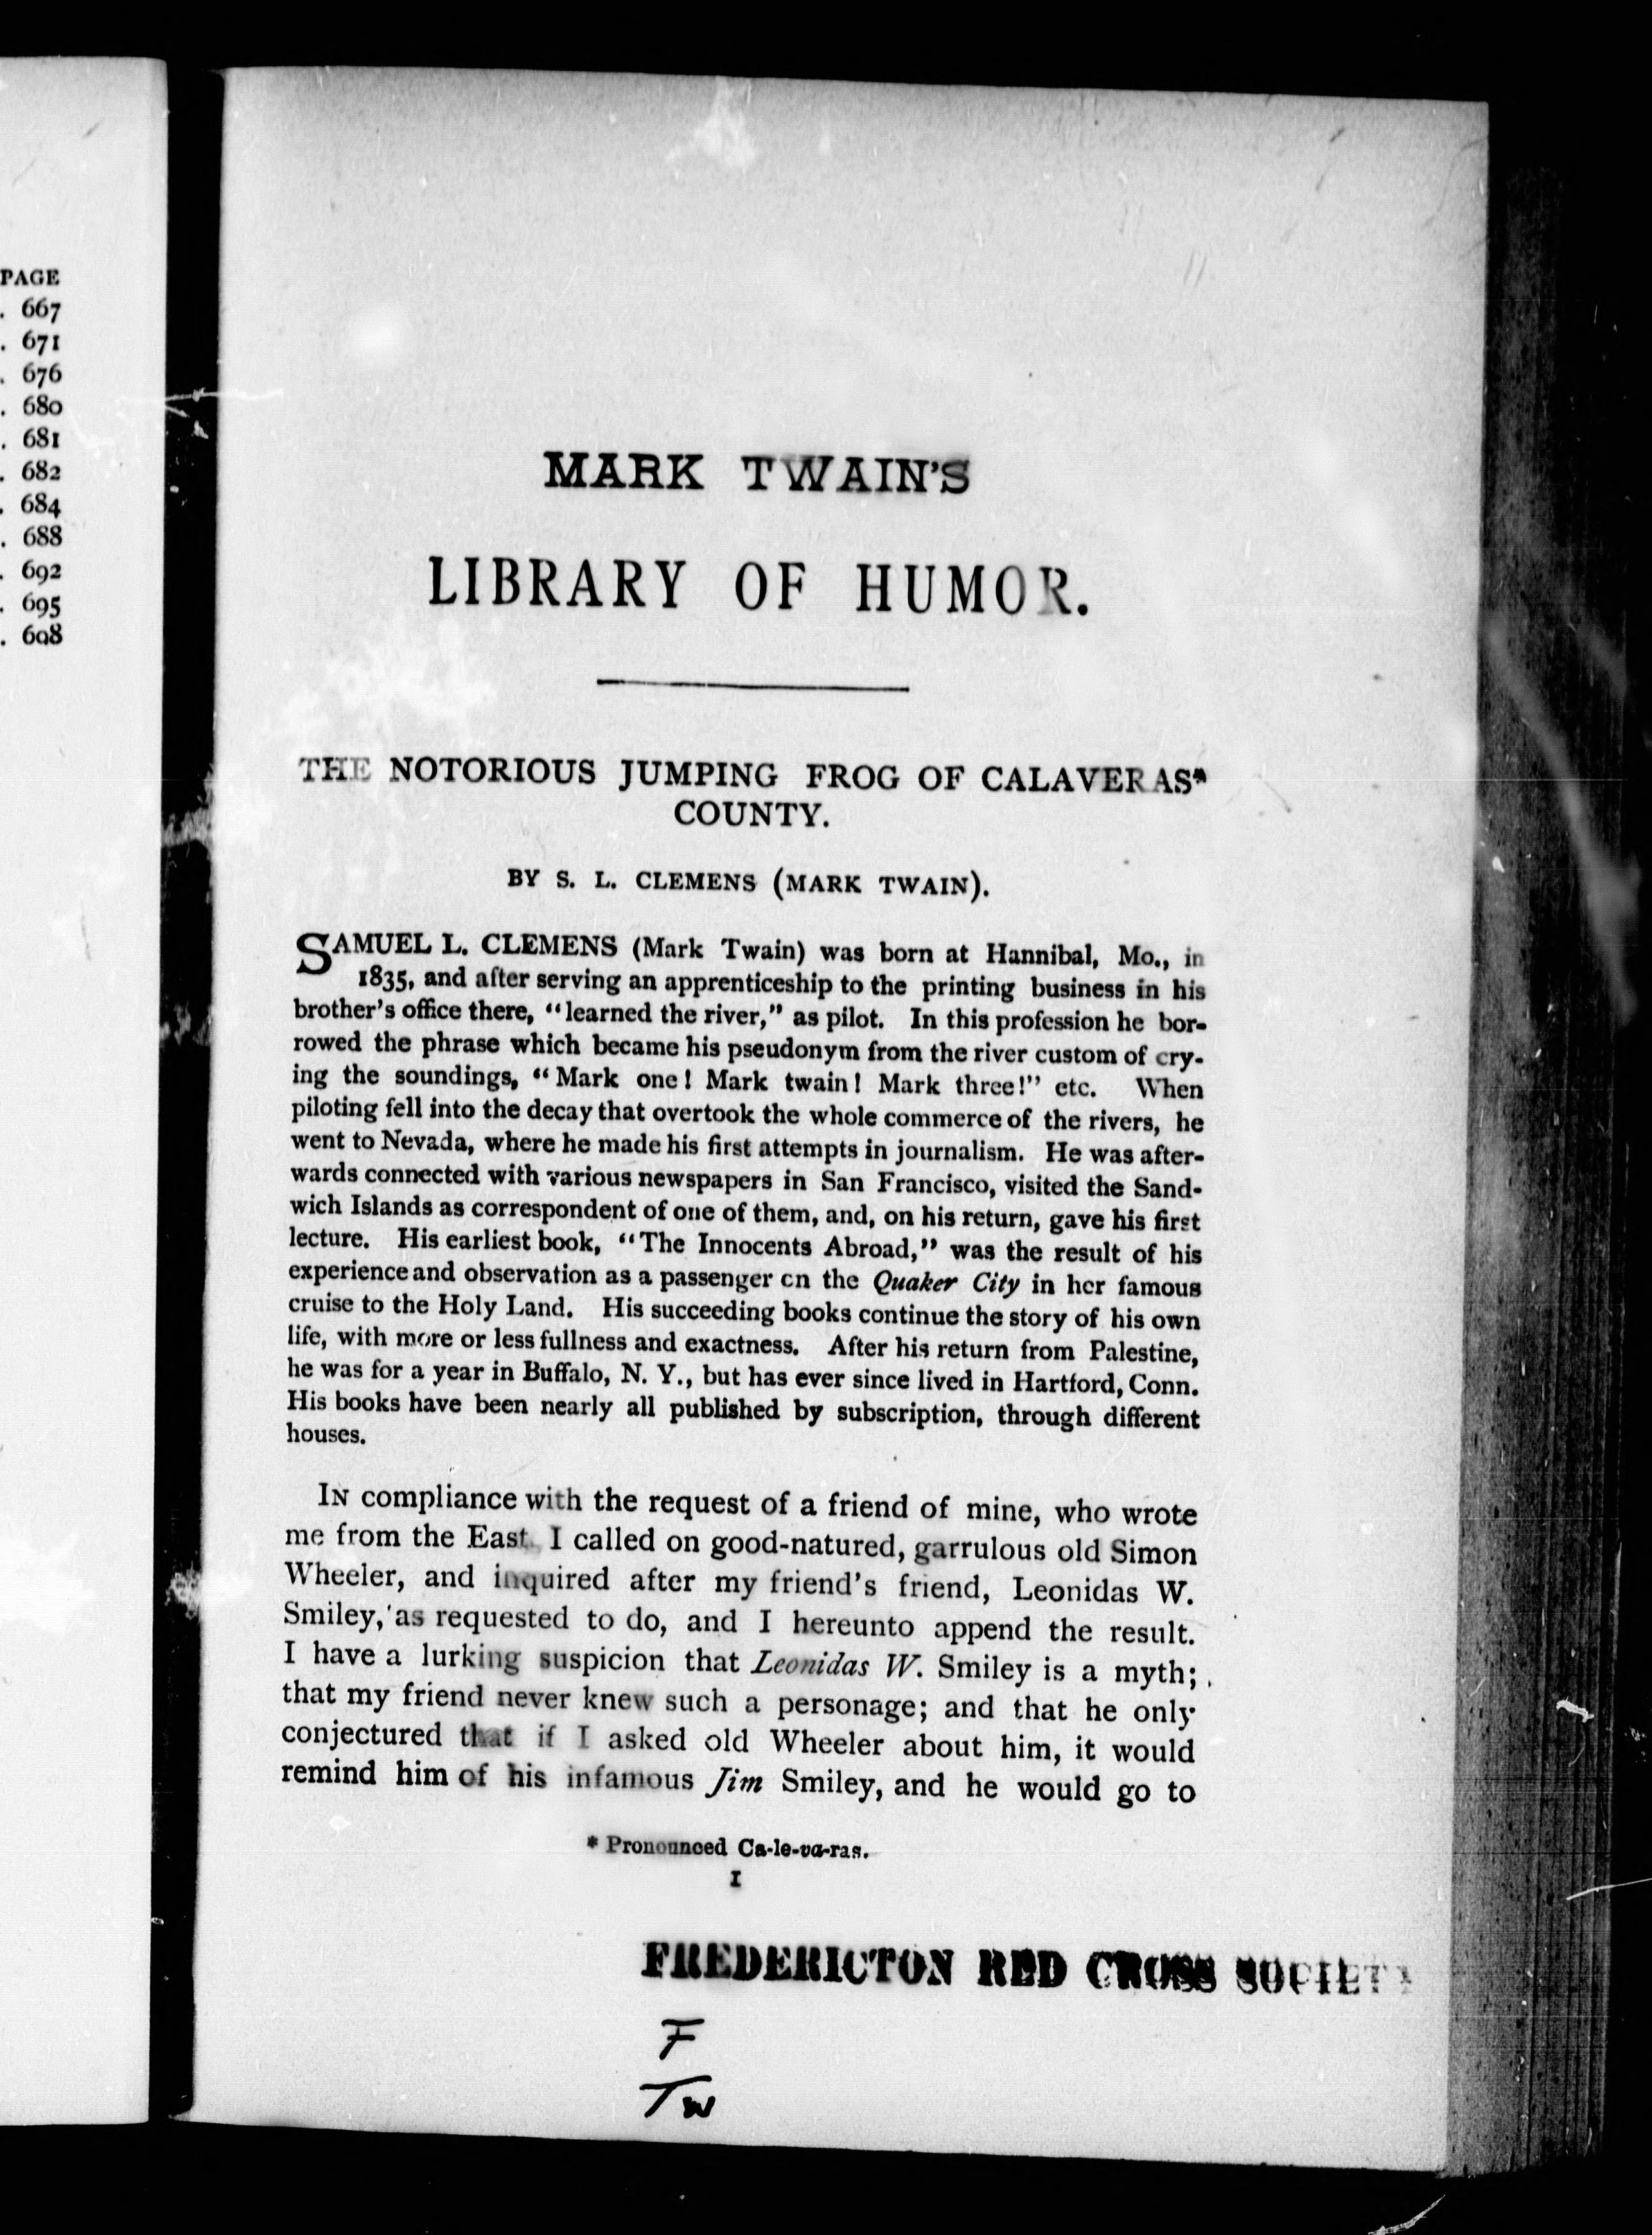 PAGE
. 667
. 671
. 676
. 680
. 681
. 682
. 684
. 688
. 692
. 695
. 698
MARK TWAIN'S
LIBRARY OF HUMOR.
THE NOTORIOUS JUMPING FROG OF CALAVERAS*
COUNTY.
BY S. L. CLEMENS (MARK TWAIN).
SAMUEL L. CLEMENS (Mark Twain) was born at Hannibal, Mo., in
1835, and after serving an apprenticeship to the printing business in his
brother's office there, "learned the river," as pilot. In this profession he bor-
rowed the phrase which became his pseudonym from the river custom of cry-
ing the soundings, "Mark one! Mark twain! Mark three!" etc. When
piloting fell into the decay that overtook the whole commerce of the rivers, he
went to Nevada, where he made his first attempts in journalism. He was after-
wards connected with various newspapers in San Francisco, visited the Sand-
wich Islands as correspondent of one of them, and, on his return, gave his first
lecture. His earliest book, "The Innocents Abroad," was the result of his
experience and observation as a passenger on the Quaker City in her famous
cruise to the Holy Land. His succeeding books continue the story of his own
life, with more or less fullness and exactness. After his return from Palestine,
he was for a year in Buffalo, N. Y., but has ever since lived in Hartford, Conn.
His books have been nearly all published by subscription, through different
houses.
IN compliance with the request of a friend of mine, who wrote
me from the East, I called on good-natured, garrulous old Simon
Wheeler, and inquired after my friend's friend, Leonidas W.
Smiley, as requested to do, and I hereunto append the result.
I have a lurking suspicion that Leonidas W. Smiley is a myth;
that my friend never knew such a personage; and that he only
conjectured that if I asked old Wheeler about him, it would
remind him of his infamous Jim Smiley, and he would go to
* Pronounced Ca-le-va-ras.
1
FREDERICTON RED CROSS SOCIETY
F
Tw